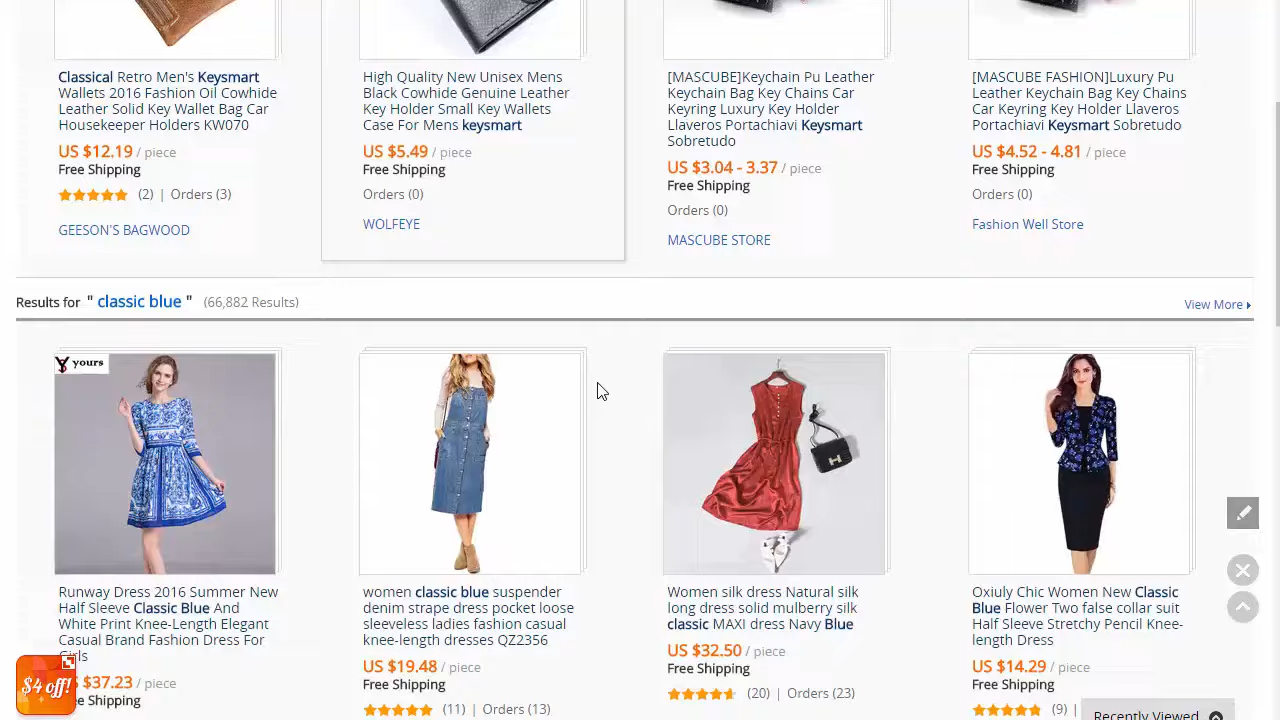 Classical Retro Men's Keysmart
Wallets 2016 Fashion Oil Cowhide
Leather Solid Key Wallet Bag Car
Housekeeper Holders KW070
US $12.19 / piece
Free Shipping
(2) | Orders (3)
GEESON'S BAGWOOD
High Quality New Unisex Mens
Black Cowhide Genuine Leather
Key Holder Small Key Wallets
Case For Mens keysmart
US $5.49 / piece
Free Shipping
Orders (0)
WOLFEYE
[MASCUBE]Keychain Pu Leather
Keychain Bag Key Chains Car
Keyring Luxury Key Holder
Llaveros Portachiavi Keysmart
Sobretudo
US $3.04 - 3.37 / piece
Free Shipping
Orders (0)
MASCUBE STORE
[MASCUBE FASHION]Luxury Pu
Leather Keychain Bag Key Chains
Car Keyring Key Holder Llaveros
Portachiavi Keysmart Sobretudo
US $4.52 - 4.81 / piece
Free Shipping
Orders (0)
Fashion Well Store
Results for " classic blue " (66,882 Results)
View More
yours
H
Runway Dress 2016 Summer New
Half Sleeve Classic Blue And
White Print Knee-Length Elegant
Casual Brand Fashion Dress For
Girls
$37.23 / piece
Shipping
women classic blue suspender
denim strape dress pocket loose
sleeveless ladies fashion casual
knee-length dresses QZ2356
US $19.48 / piece
Free Shipping
(11) | Orders (13)
Women silk dress Natural silk
long dress solid mulberry silk
classic MAXI dress Navy Blue
US $32.50 / piece
Free Shipping
(20) | Orders (23)
Oxiuly Chic Women New Classic
Blue Flower Two false collar suit
Half Sleeve Stretchy Pencil Knee-
length Dress
US $14.29 / piece
Free Shipping
(9) |
$4 off!
Recently Viewed